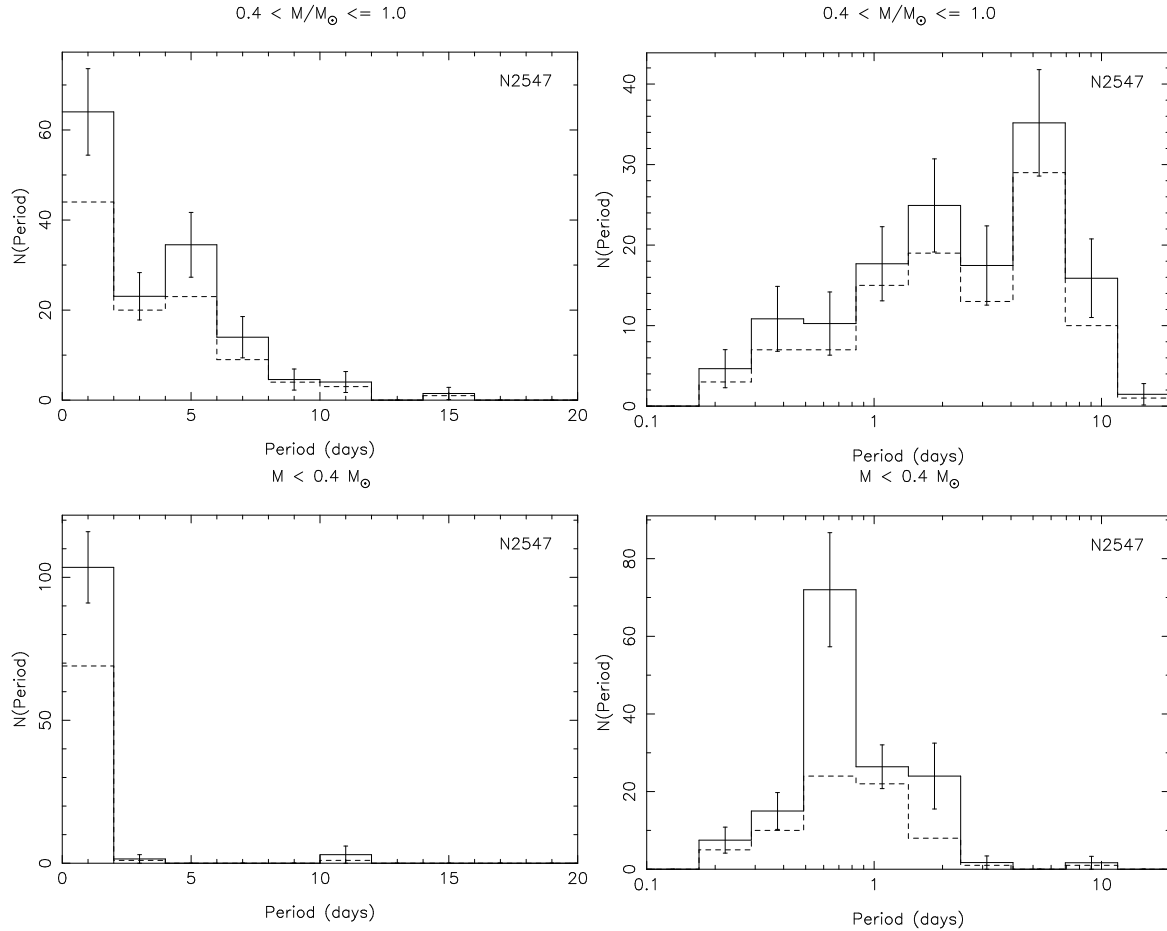 0.4 < M/M⊙ <= 1.0
N2547
N(Period)
60
40
20
0
0 5 10 15 20
Period (days)
0.4 < M/M⊙ <= 1.0
N2547
N(Period)
40
30
20
10
0
0.1 1 10
Period (days)
M < 0.4 M⊙
N2547
N(Period)
100
50
0
0 5 10 15 20
Period (days)
M < 0.4 M⊙
N2547
N(Period)
80
60
40
20
0
0.1 1 10
Period (days)